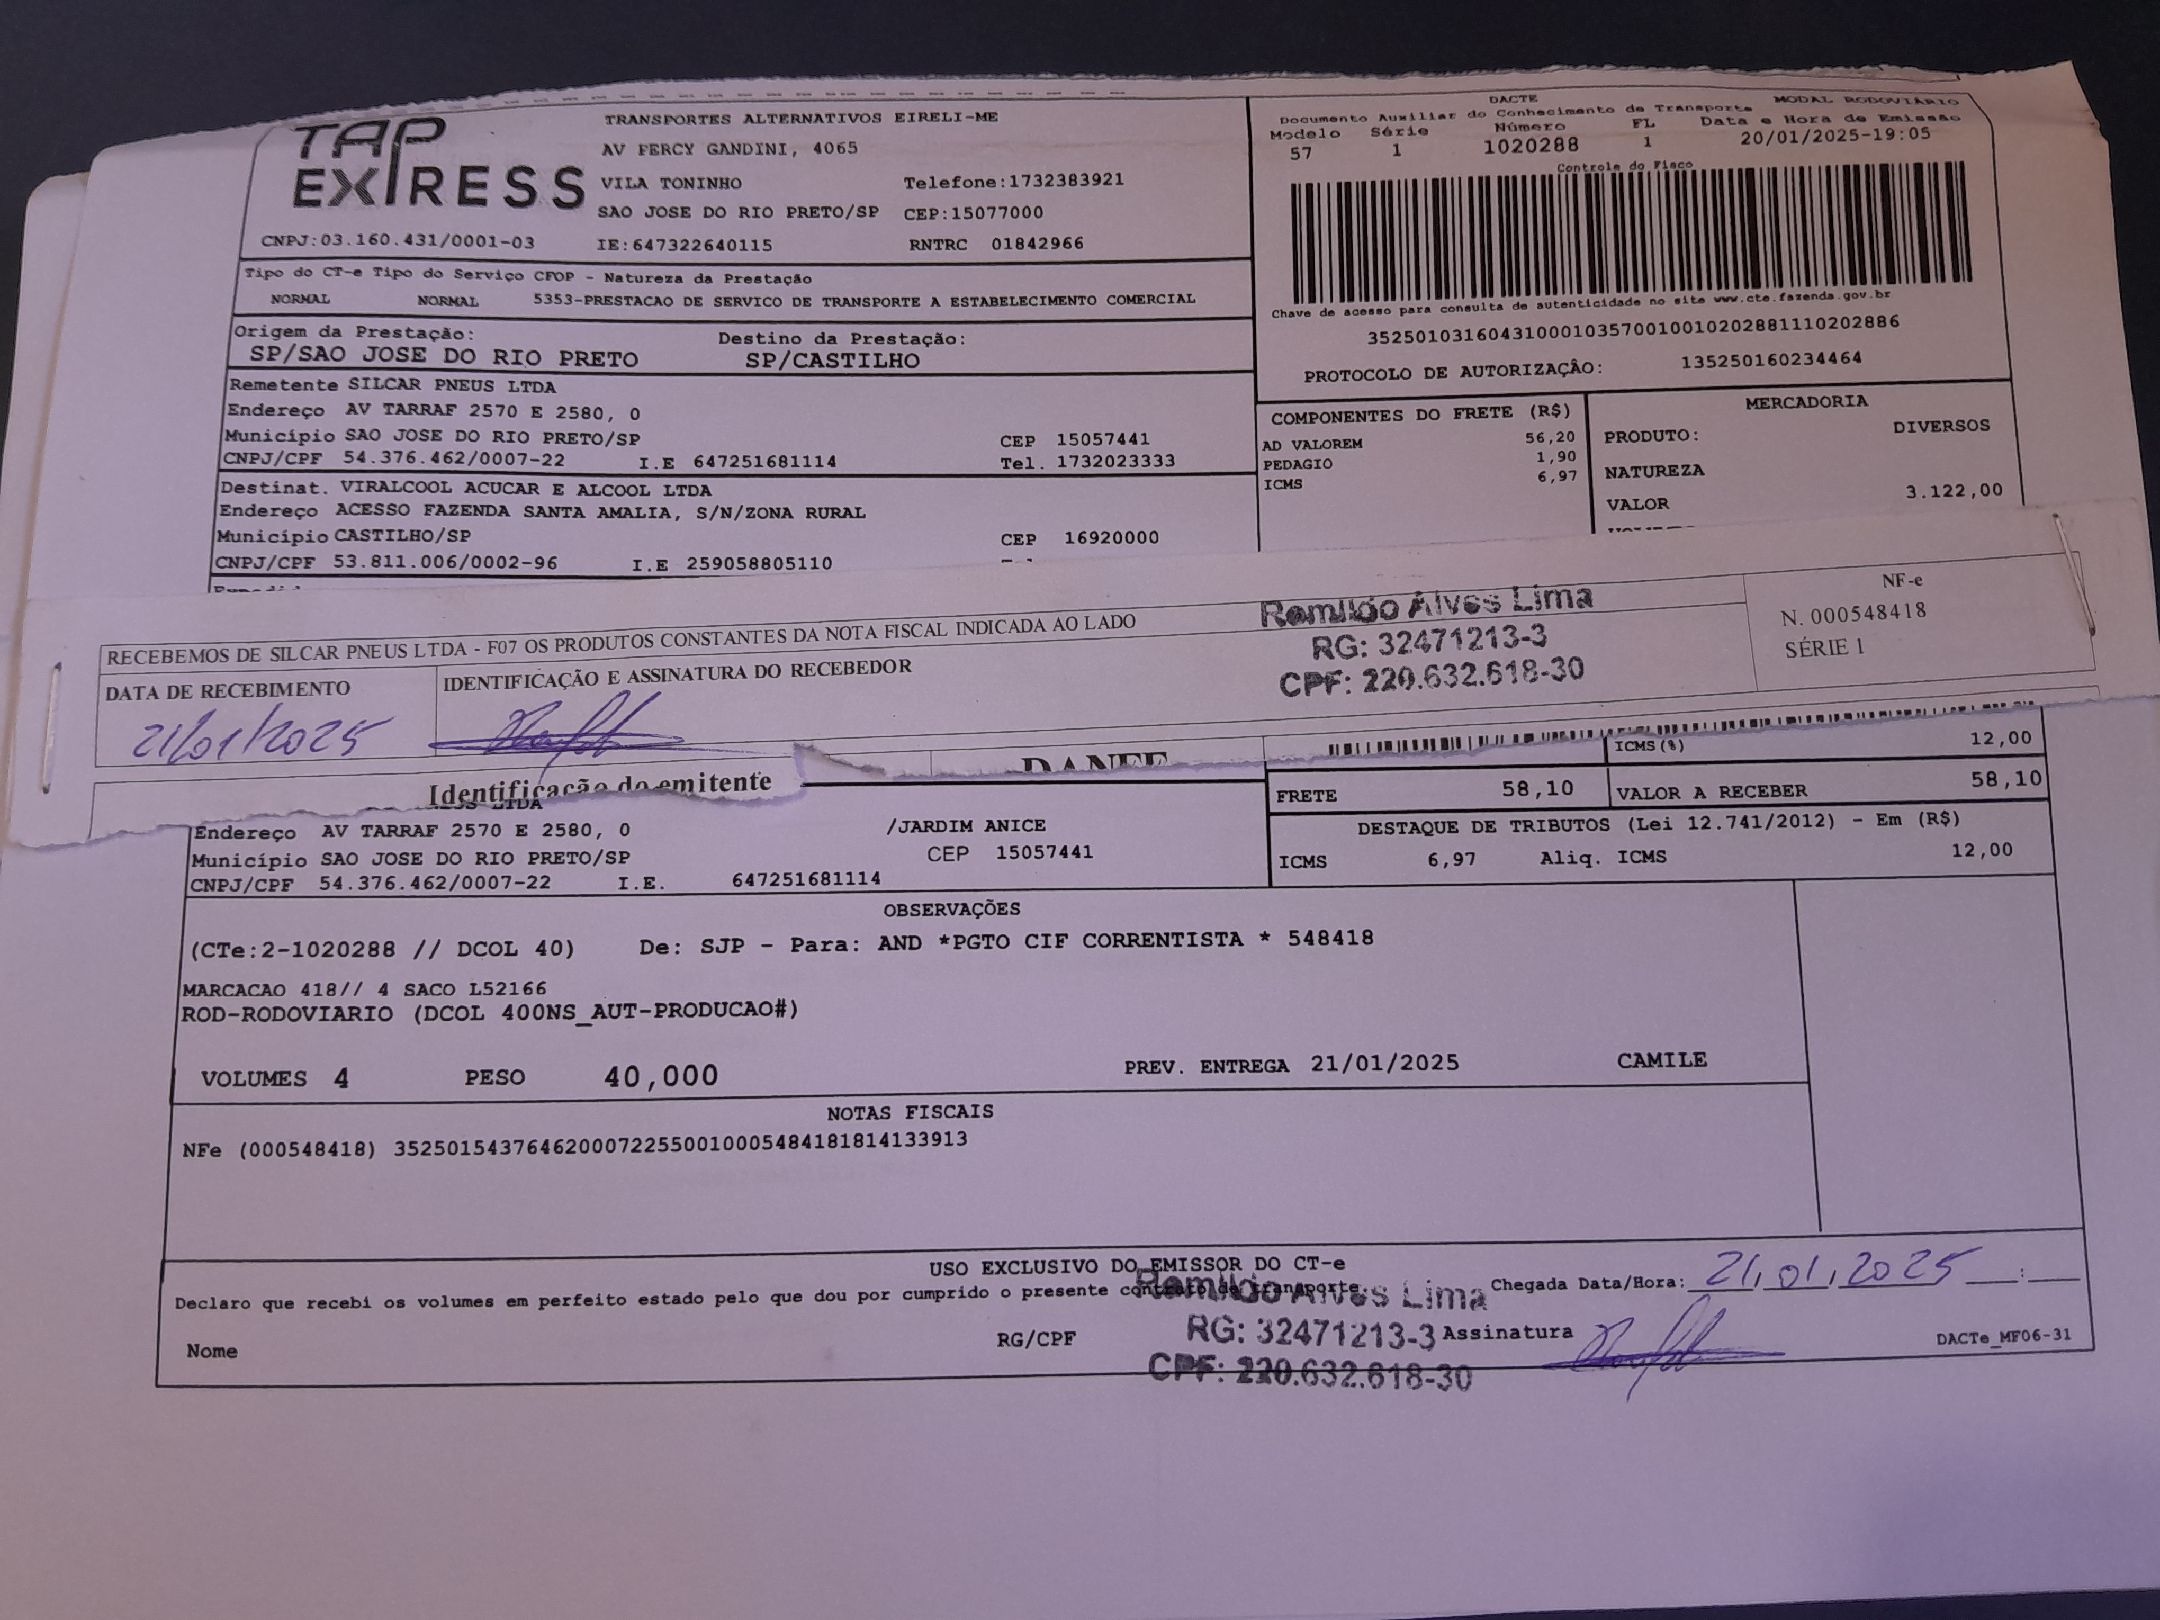 TAP EXPRESS
TRANSPORTES ALTERNATIVOS EIRELI-ME
AV PERCY GANDINI, 4065
VILA TONINHO Telefone:1732383921
SAO JOSE DO RIO PRETO/SP CEP:15077000
CNPJ:03.160.431/0001-03 IE:647322640115 RNTRC 01842966
DACTE MODAL RODOVIÁRIO
Documento Auxiliar do Conhecimento de Transporte
Modelo Série Número FL Data e Hora de Emissão
57 1 1020288 1 20/01/2025-19:05
Controle do Fisco
Chave de acesso para consulta de autenticidade no site www.cte.fazenda.gov.br
35250103160431000103570010010202881110202886
PROTOCOLO DE AUTORIZAÇÂO: 135250160234464
Tipo do CT-e Tipo do Serviço CFOP - Natureza da Prestação
NORMAL NORMAL 5353-PRESTACAO DE SERVICO DE TRANSPORTE A ESTABELECIMENTO COMERCIAL
Origem da Prestação: Destino da Prestação:
SP/SAO JOSE DO RIO PRETO SP/CASTILHO
Remetente SILCAR PNEUS LTDA
Endereço AV TARRAF 2570 E 2580, 0
Município SAO JOSE DO RIO PRETO/SP CEP 15057441
CNPJ/CPF 54.376.462/0007-22 I.E 647251681114 Tel. 1732023333
Destinat. VIRALCOOL ACUCAR E ALCOOL LTDA
Endereço ACESSO FAZENDA SANTA AMALIA, S/N/ZONA RURAL
Município CASTILHO/SP CEP 16920000
CNPJ/CPF 53.811.006/0002-96 I.E 259058805110
COMPONENTES DO FRETE (R$)
AD VALOREM 56,20
PEDAGIO 1,90
ICMS 6,97
MERCADORIA
PRODUTO: DIVERSOS
NATUREZA
VALOR 3.122,00
RECEBEMOS DE SILCAR PNEUS LTDA - F07 OS PRODUTOS CONSTANTES DA NOTA FISCAL INDICADA AO LADO
DATA DE RECEBIMENTO IDENTIFICAÇÃO E ASSINATURA DO RECEBEDOR
21/01/2025
Romildo Alves Lima
RG: 32471213-3
CPF: 220.632.618-30
NF-e
N. 000548418
SÉRIE 1
Identificação do emitente
DANFE
ICMS(%) 12,00
FRETE 58,10 VALOR A RECEBER 58,10
LTDA
Endereço AV TARRAF 2570 E 2580, 0 /JARDIM ANICE
Município SAO JOSE DO RIO PRETO/SP CEP 15057441
CNPJ/CPF 54.376.462/0007-22 I.E. 647251681114
DESTAQUE DE TRIBUTOS (Lei 12.741/2012) - Em (R$)
ICMS 6,97 Aliq. ICMS 12,00
OBSERVAÇÕES
(CTe:2-1020288 // DCOL 40) De: SJP - Para: AND *PGTO CIF CORRENTISTA * 548418
MARCACAO 418// 4 SACO L52166
ROD-RODOVIARIO (DCOL 400NS_AUT-PRODUCAO#)
VOLUMES 4 PESO 40,000 PREV. ENTREGA 21/01/2025 CAMILE
NOTAS FISCAIS
NFe (000548418) 35250154376462000722550010005484181814133913
USO EXCLUSIVO DO EMISSOR DO CT-e
Declaro que recebi os volumes em perfeito estado pelo que dou por cumprido o presente contrato de transporte.
Chegada Data/Hora: 21,01,2025 __:__
Nome RG/CPF
Romildo Alves Lima
RG: 32471213-3
CPF: 220.632.618-30
Assinatura
DACTe_MF06-31